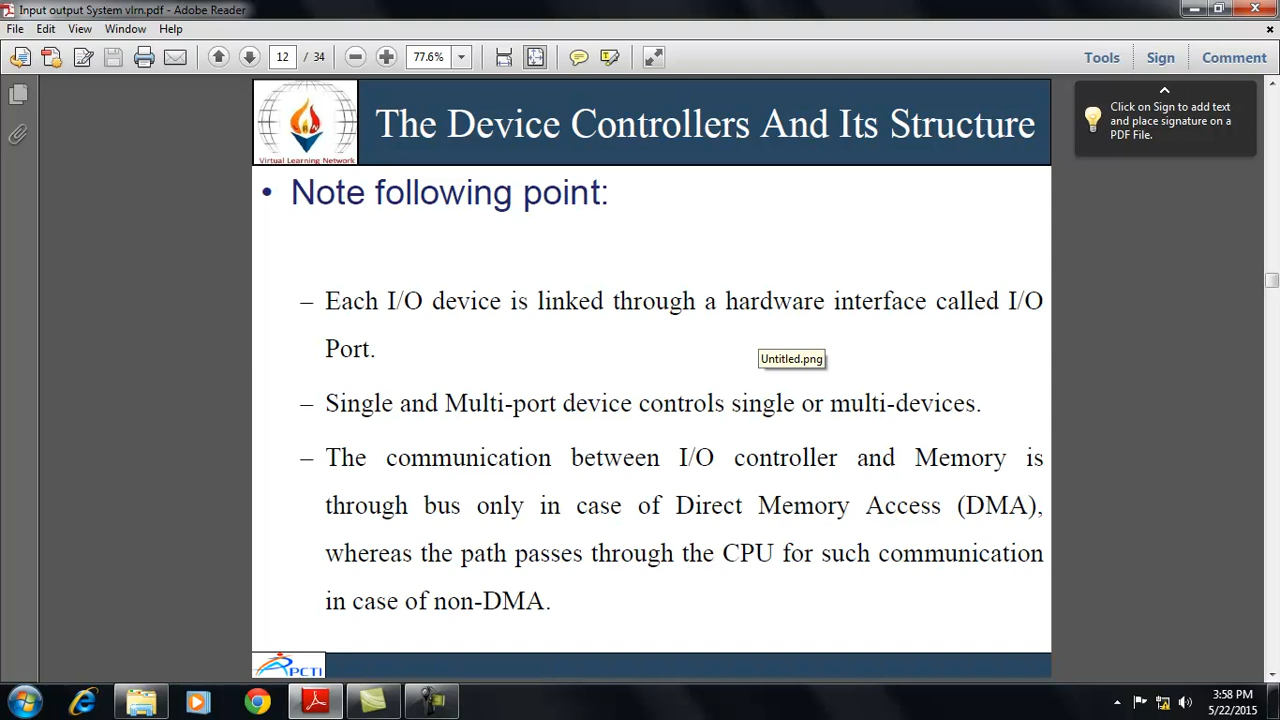 Input output System vlrn.pdf - Adobe Reader
File Edit View Window Help
12 / 34 77.6% Tools Sign Comment
Click on Sign to add text
and place signature on a
PDF File.
The Device Controllers And Its Structure
Virtual Learning Network
• Note following point:
– Each I/O device is linked through a hardware interface called I/O
Port.
Untitled.png
– Single and Multi-port device controls single or multi-devices.
– The communication between I/O controller and Memory is
through bus only in case of Direct Memory Access (DMA),
whereas the path passes through the CPU for such communication
in case of non-DMA.
PCTI
3:58 PM
5/22/2015